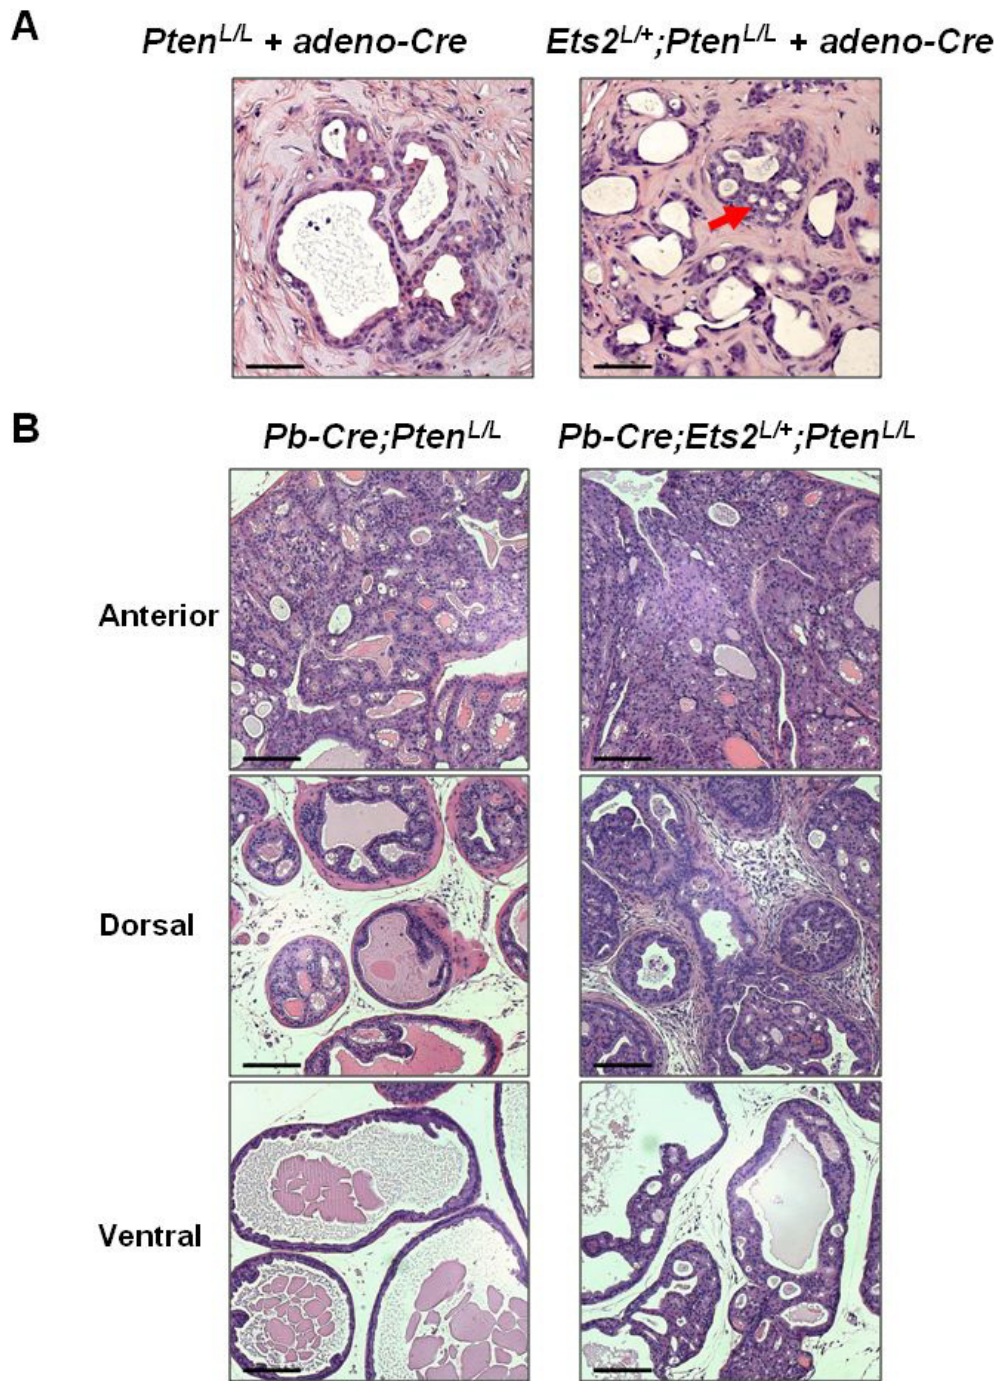 A
Pten^L/L + adeno-Cre Ets2^L/+;Pten^L/L + adeno-Cre
B
Pb-Cre;Pten^L/L Pb-Cre;Ets2^L/+;Pten^L/L
Anterior
Dorsal
Ventral